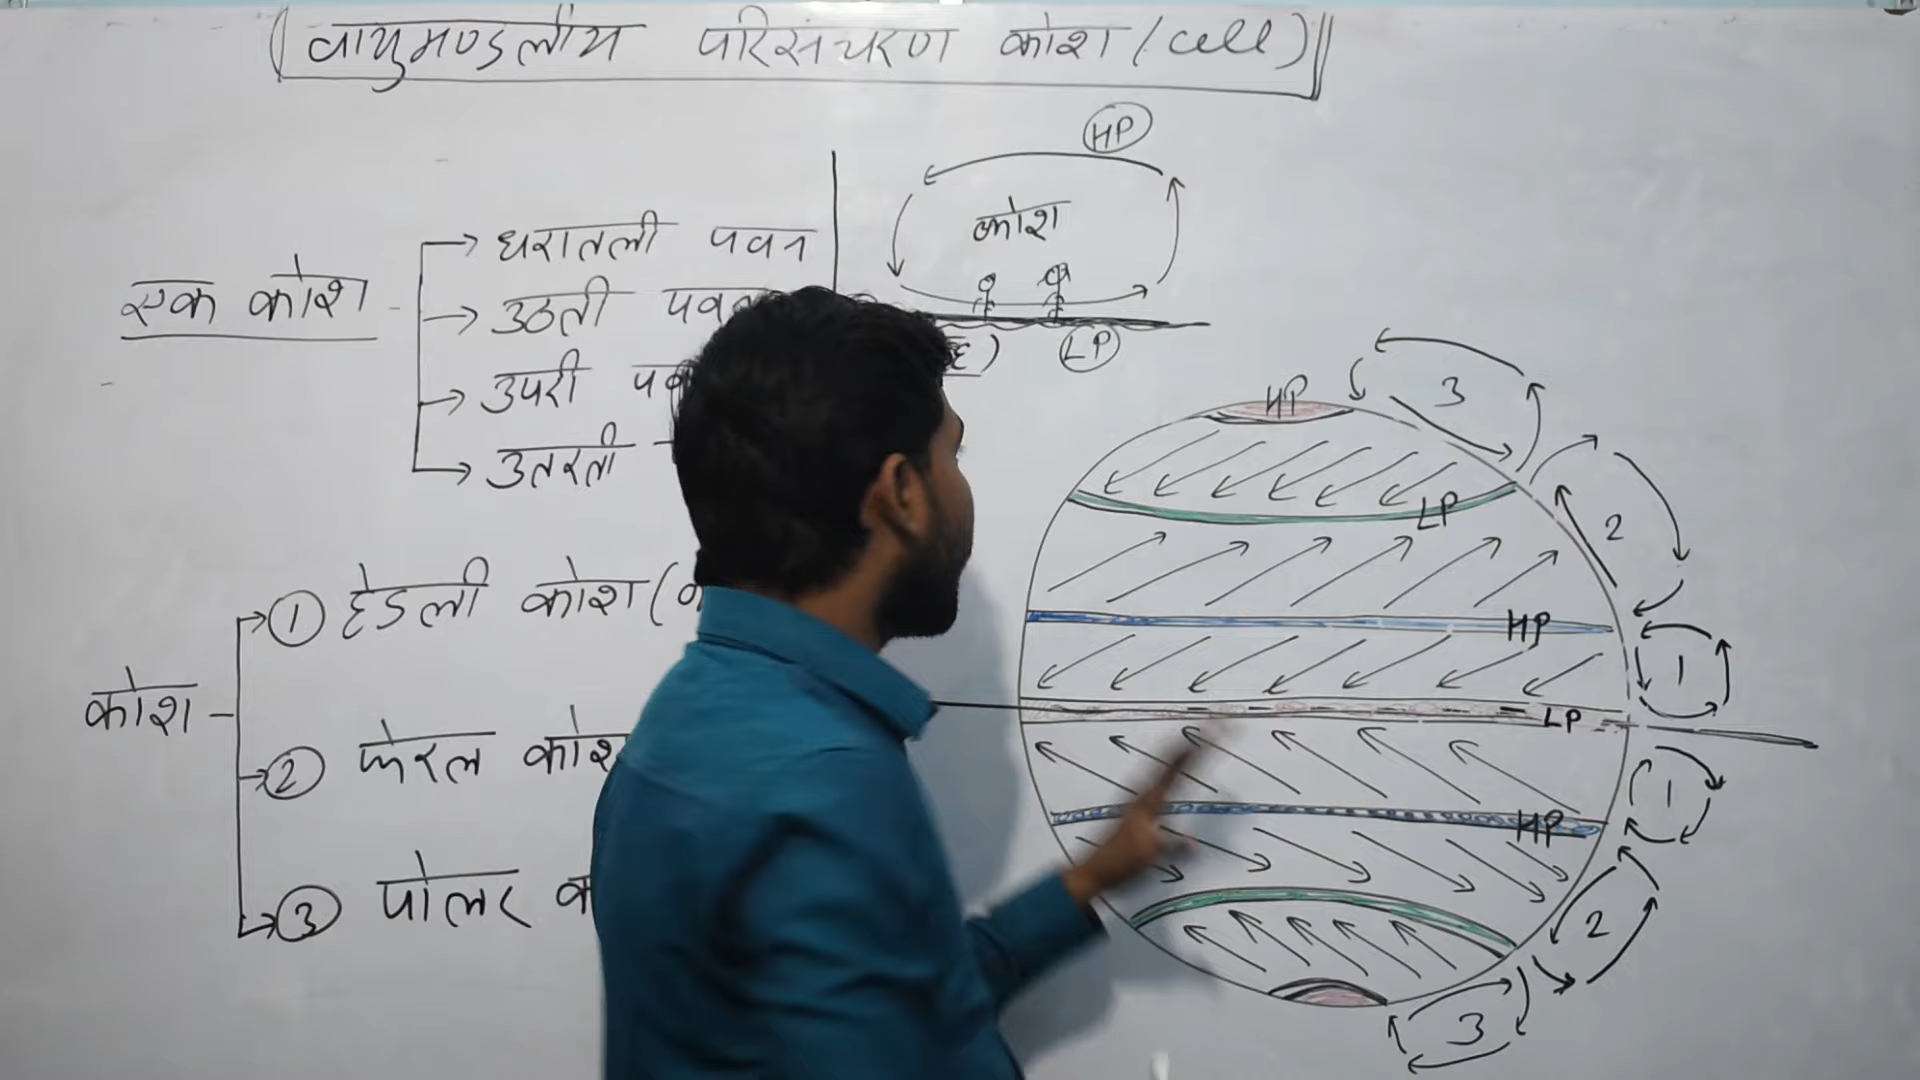 वायुमण्डलीय परिसंचरण कोश / (cell)
HP
कोश
LP
एक कोश
धरातली पवन
उठती
उपरी
उतरती
कोश
① हेडली कोश
② फेरल
③ पोलर
HP
LP
HP
LP
HP
3
2
1
1
2
3